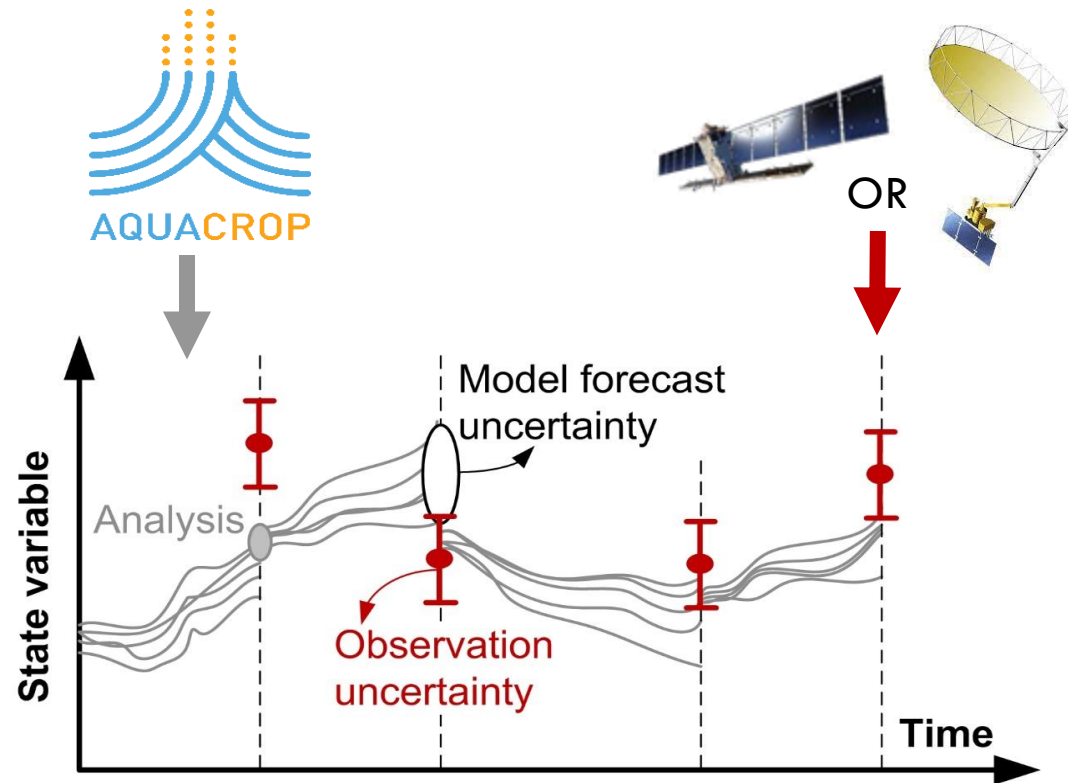 AQUACROP
OR
Model forecast
uncertainty
Analysis
Observation
uncertainty
State variable
Time